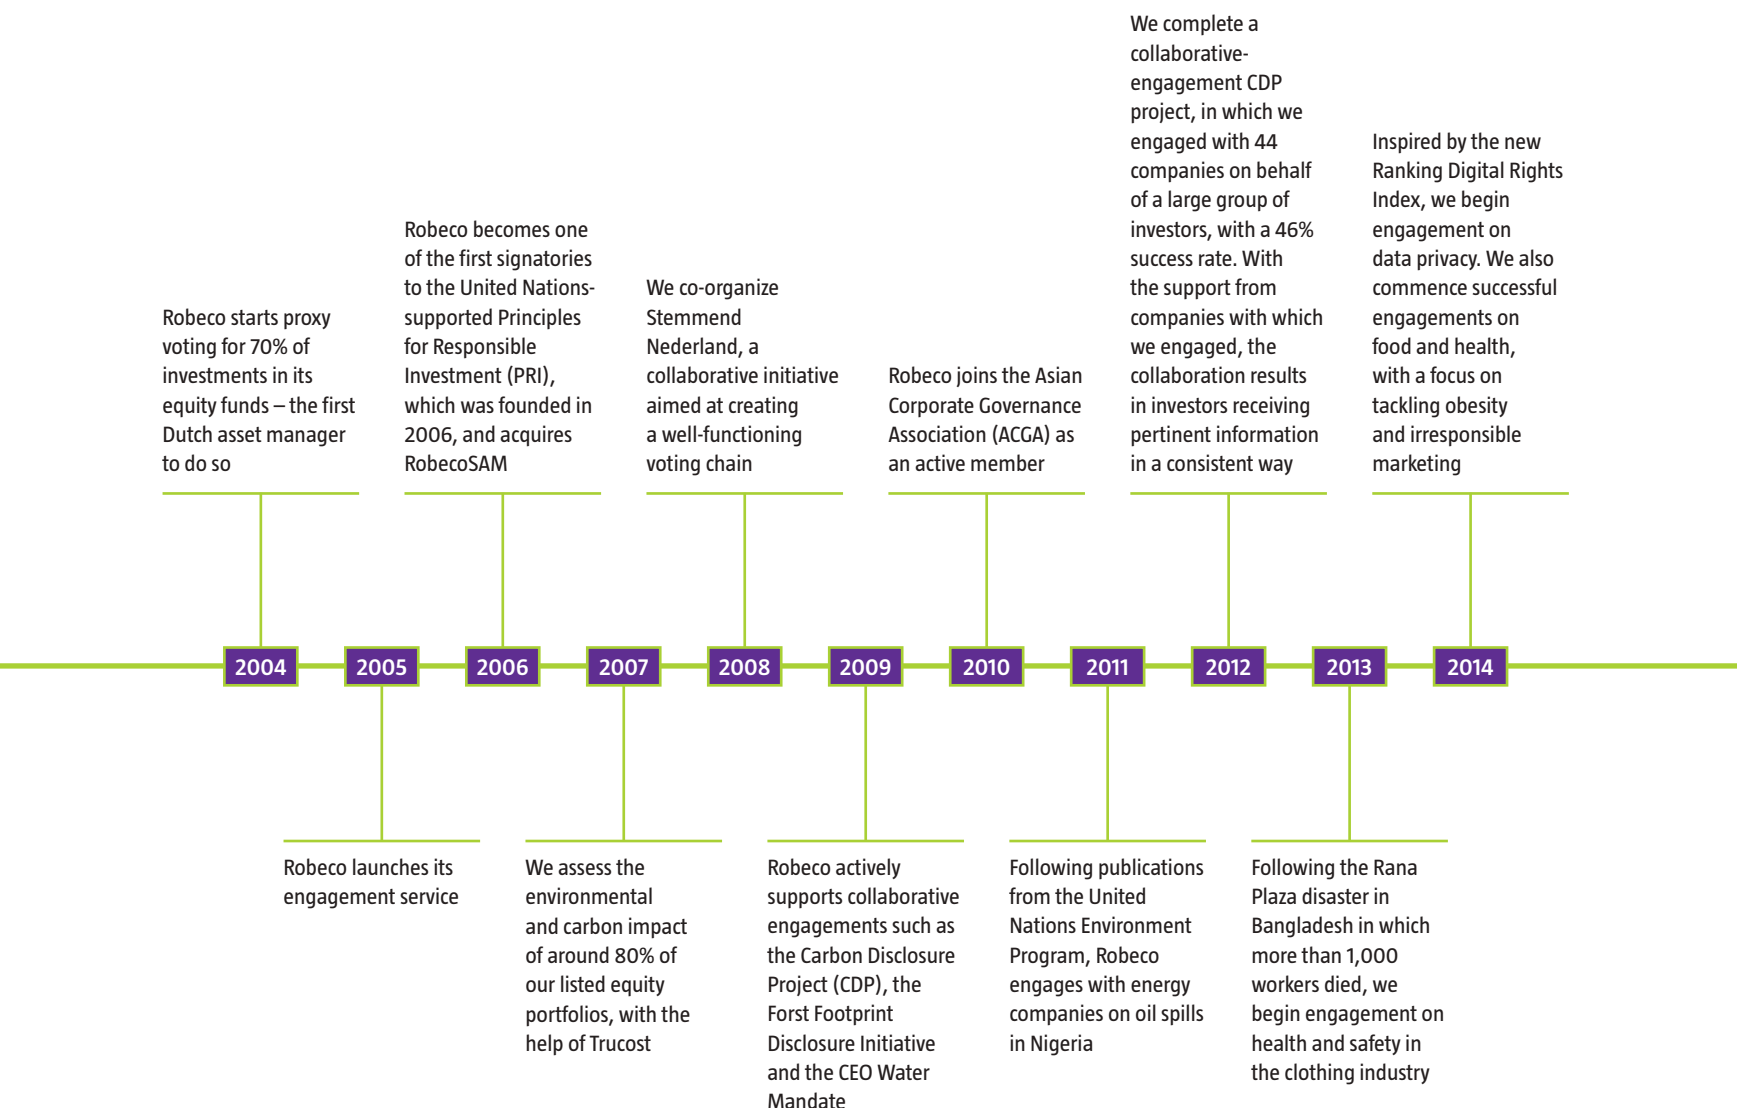 Robeco starts proxy
voting for 70% of
investments in its
equity funds – the first
Dutch asset manager
to do so
Robeco becomes one
of the first signatories
to the United Nations-
supported Principles
for Responsible
Investment (PRI),
which was founded in
2006, and acquires
RobecoSAM
We co-organize
Stemmend
Nederland, a
collaborative initiative
aimed at creating
a well-functioning
voting chain
Robeco joins the Asian
Corporate Governance
Association (ACGA) as
an active member
We complete a
collaborative-
engagement CDP
project, in which we
engaged with 44
companies on behalf
of a large group of
investors, with a 46%
success rate. With
the support from
companies with which
we engaged, the
collaboration results
in investors receiving
pertinent information
in a consistent way
Inspired by the new
Ranking Digital Rights
Index, we begin
engagement on
data privacy. We also
commence successful
engagements on
food and health,
with a focus on
tackling obesity
and irresponsible
marketing
2004 2005 2006 2007 2008 2009 2010 2011 2012 2013 2014
Robeco launches its
engagement service
We assess the
environmental
and carbon impact
of around 80% of
our listed equity
portfolios, with the
help of Trucost
Robeco actively
supports collaborative
engagements such as
the Carbon Disclosure
Project (CDP), the
Forst Footprint
Disclosure Initiative
and the CEO Water
Mandate
Following publications
from the United
Nations Environment
Program, Robeco
engages with energy
companies on oil spills
in Nigeria
Following the Rana
Plaza disaster in
Bangladesh in which
more than 1,000
workers died, we
begin engagement on
health and safety in
the clothing industry